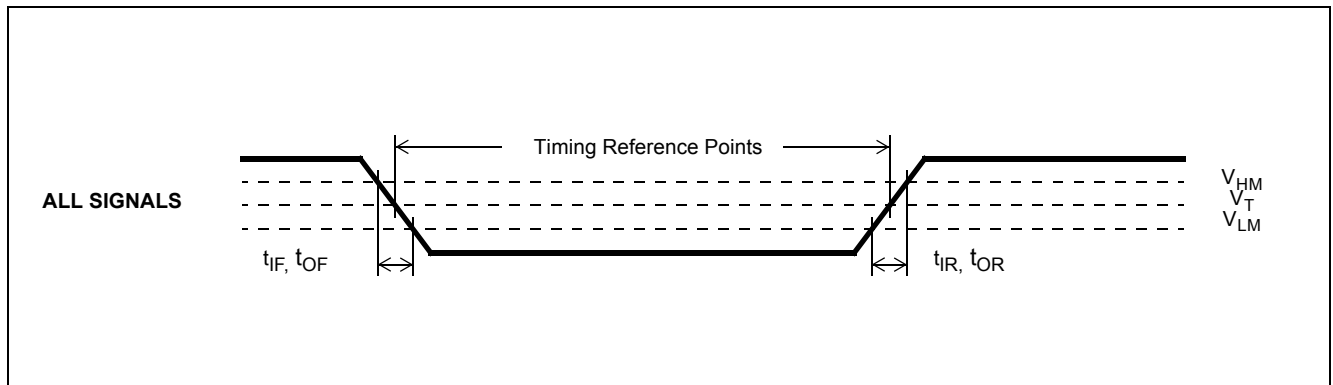 Timing Reference Points
ALL SIGNALS
VHM
VT
VLM
tIF, tOF
tIR, tOR